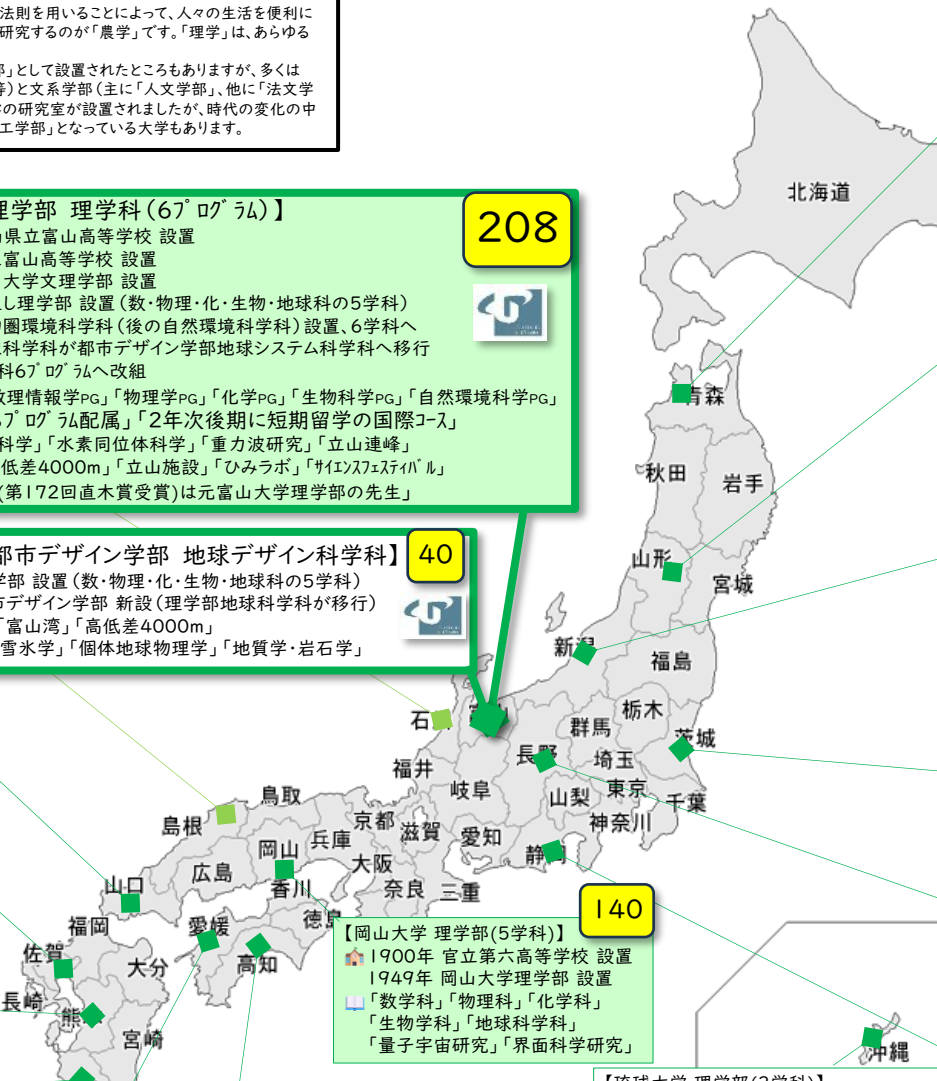 法則を用いることによって、人々の生活を便利に
研究するのが「農学」です。「理学」は、あらゆる
部」として設置されたところもありますが、多くは
等)と文系学部(主に「人文学部」、他に「法文学
の研究室が設置されましたが、時代の変化の中
工学部」となっている大学もあります。
理学部 理学科(6プログラム)】
208
県立富山高等学校 設置
富山高等学校 設置
大学文理学部 設置
し理学部 設置(数・物理・化・生物・地球科の5学科)
圏環境科学科(後の自然環境科学科)設置、6学科へ
科学科が都市デザイン学部地球システム科学科へ移行
科6プログラムへ改組
数理情報学PG」「物理学PG」「化学PG」「生物科学PG」「自然環境科学PG」
プログラム配属」「2年次後期に短期留学の国際コース」
科学」「水素同位体科学」「重力波研究」「立山連峰」
低差4000m」「立山施設」「ひみラボ」「サイエンスフェスティバル」
(第172回直木賞受賞)は元富山大学理学部の先生」
都市デザイン学部 地球デザイン科学科】
40
学部 設置(数・物理・化・生物・地球科の5学科)
市デザイン学部 新設(理学部地球科学科が移行)
「富山湾」「高低差4000m」
雪氷学」「個体地球物理学」「地質学・岩石学」
北海道
青森
秋田
岩手
山形
宮城
新潟
福島
栃木
群馬
茨城
石
長野
埼玉
福井
岐阜
山梨
東京
千葉
神奈川
鳥取
島根
京都
滋賀
愛知
静岡
岡山
兵庫
大阪
広島
奈良
三重
山口
香川
徳島
福岡
愛媛
高知
佐賀
大分
長崎
熊
宮崎
沖縄
140
【岡山大学 理学部(5学科)】
1900年 官立第六高等学校 設置
1949年 岡山大学理学部 設置
「数学科」「物理科」「化学科」
「生物学科」「地球科学科」
「量子宇宙研究」「界面科学研究」
【琉球大学 理学部(3学科)】